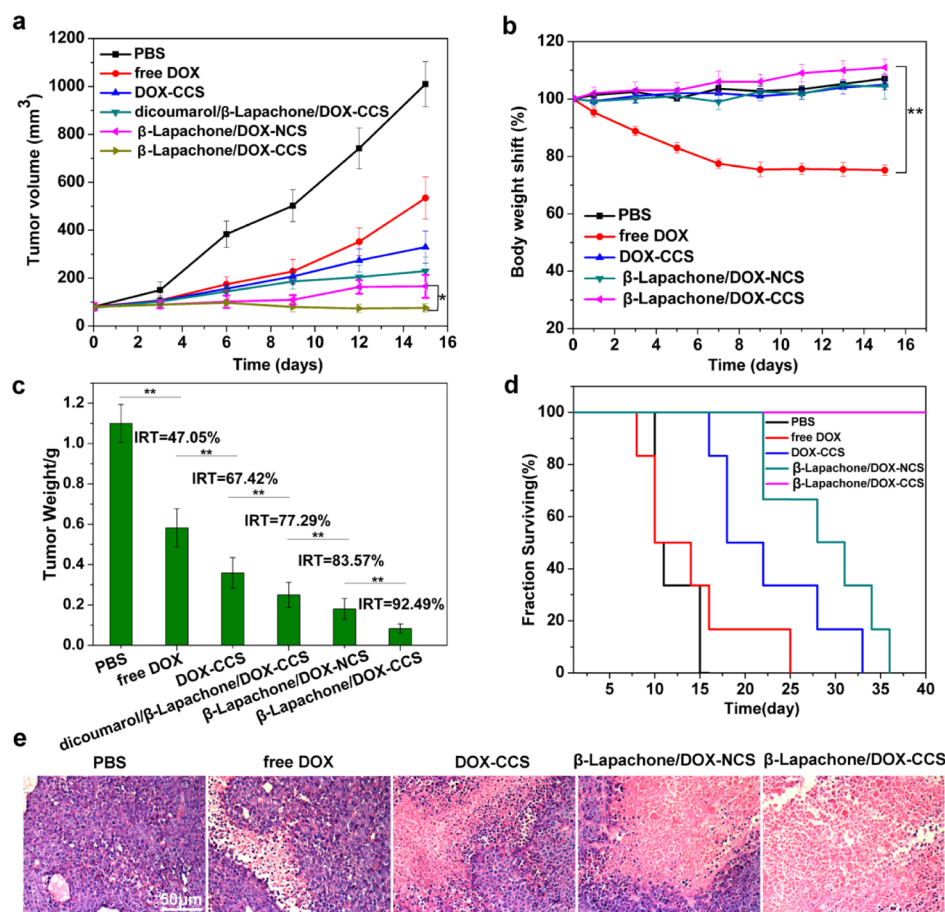 a
Tumor volume (mm³)
1200
1000
800
600
400
200
0
PBS
free DOX
DOX-CCS
dicoumarol/β-Lapachone/DOX-CCS
β-Lapachone/DOX-NCS
β-Lapachone/DOX-CCS
*
0 2 4 6 8 10 12 14 16
Time (days)
b
Body weight shift (%)
120
100
80
60
40
20
**
PBS
free DOX
DOX-CCS
β-Lapachone/DOX-NCS
β-Lapachone/DOX-CCS
0 2 4 6 8 10 12 14 16
Time (days)
c
Tumor Weight/g
1.2
1.0
0.8
0.6
0.4
0.2
0.0
**
IRT=47.05%
**
IRT=67.42%
**
IRT=77.29%
**
IRT=83.57%
**
IRT=92.49%
PBS
free DOX
DOX-CCS
dicoumarol/β-Lapachone/DOX-CCS
β-Lapachone/DOX-NCS
β-Lapachone/DOX-CCS
d
Fraction Surviving(%)
100
80
60
40
20
0
PBS
free DOX
DOX-CCS
β-Lapachone/DOX-NCS
β-Lapachone/DOX-CCS
5 10 15 20 25 30 35 40
Time(day)
e
PBS free DOX DOX-CCS β-Lapachone/DOX-NCS β-Lapachone/DOX-CCS
50μm